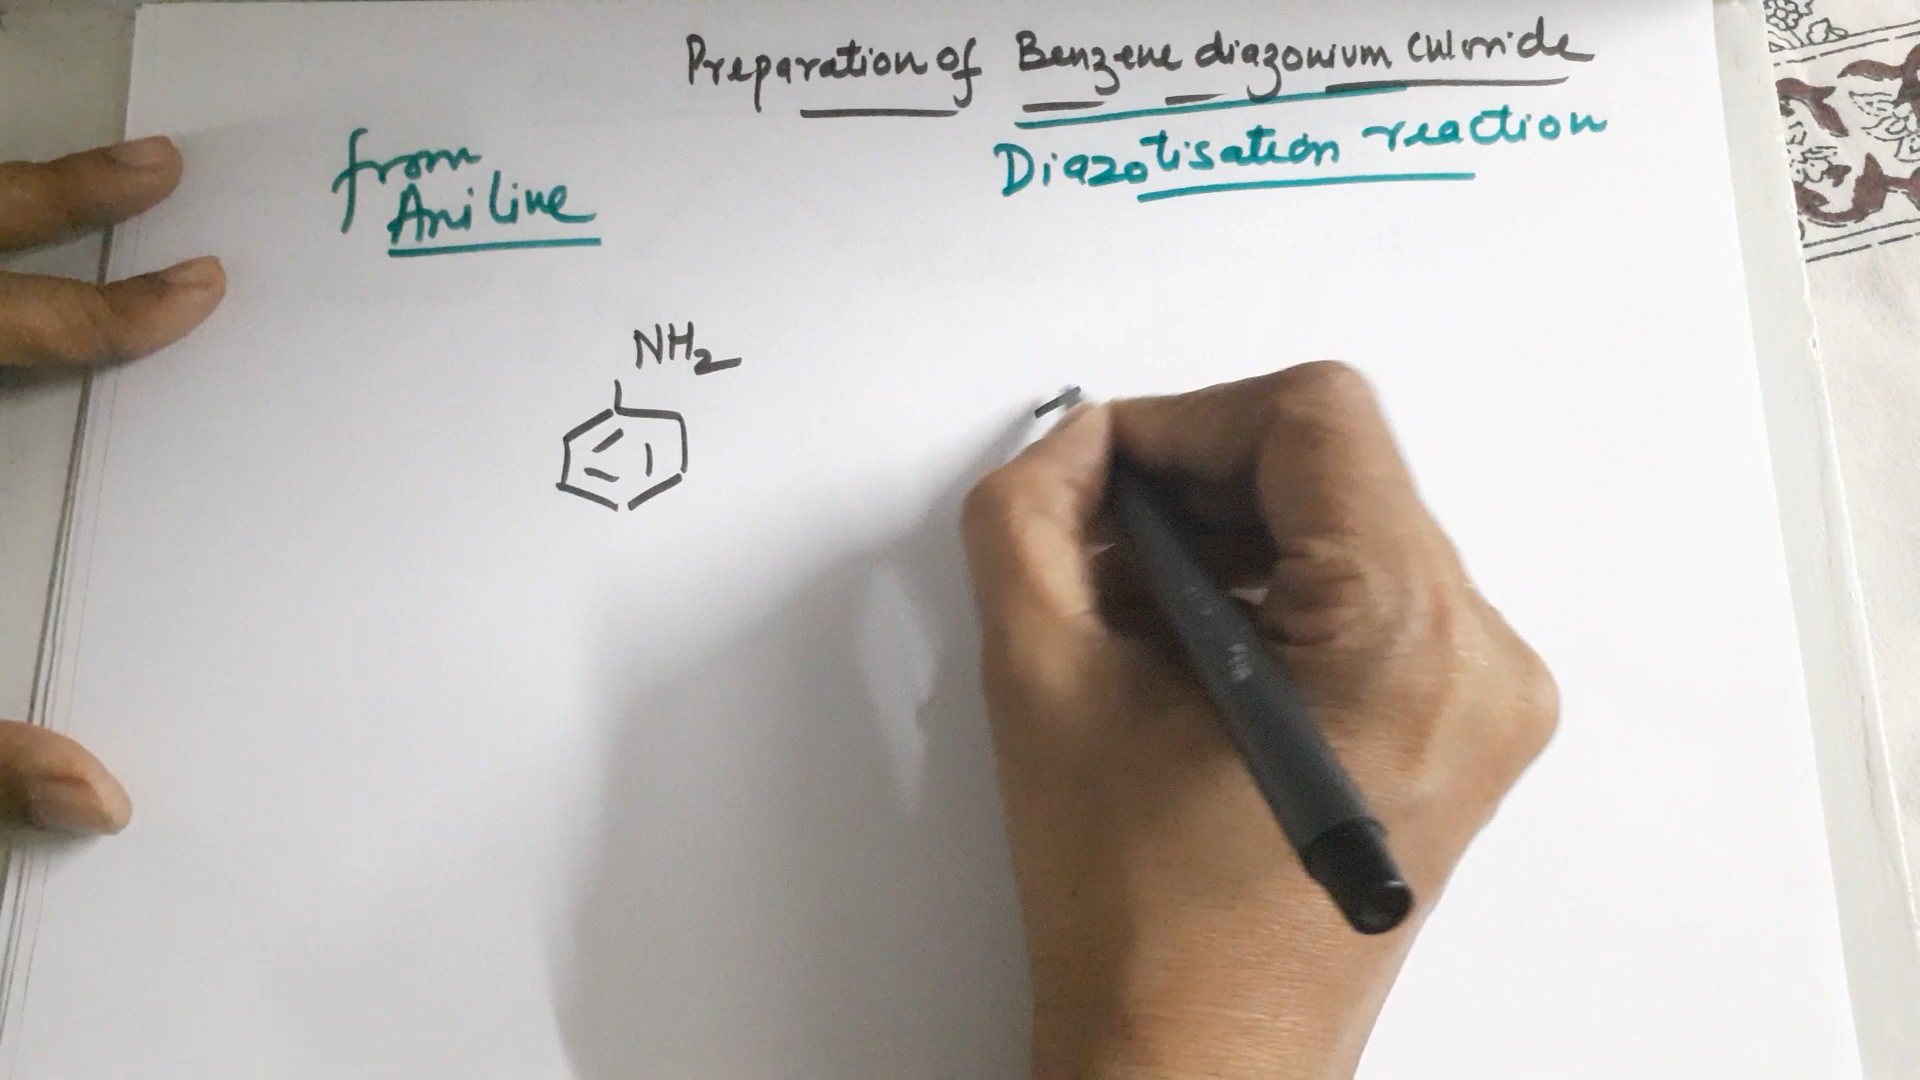 Preparation of Benzene diazonium chloride
Diazotisation reaction
from
Aniline
NH2